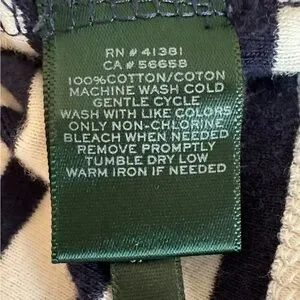 RN # 41381
CA # 56658
100%COTTON/COTON
MACHINE WASH COLD
GENTLE CYCLE
WASH WITH LIKE COLORS
ONLY NON-CHLORINE
BLEACH WHEN NEEDED
REMOVE PROMPTLY
TUMBLE DRY LOW
WARM IRON IF NEEDED